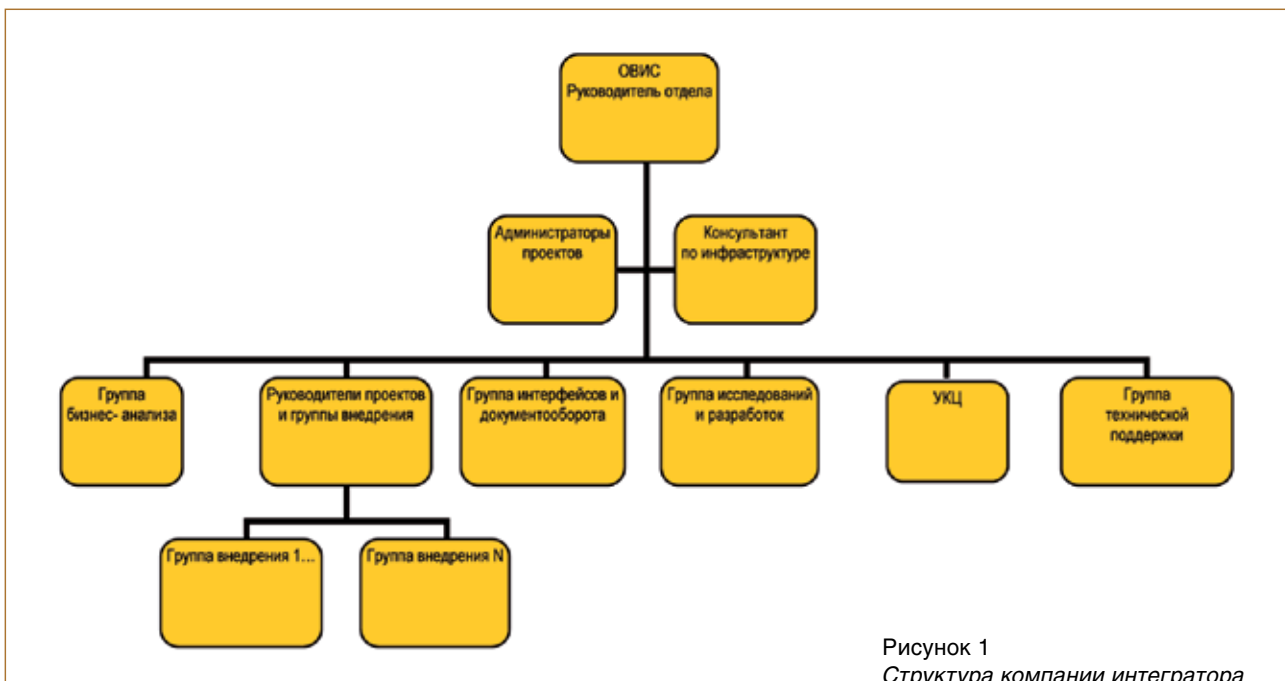 ОВИС
Руководитель отдела
Администраторы
проектов
Консультант
по инфраструктуре
Группа
бизнес- анализа
Руководители проектов
и группы внедрения
Группа интерфейсов и
документооборота
Группа исследований
и разработок
УКЦ
Группа
технической
поддержки
Группа внедрения 1...
Группа внедрения N
Рисунок 1
Структура компании интегратора